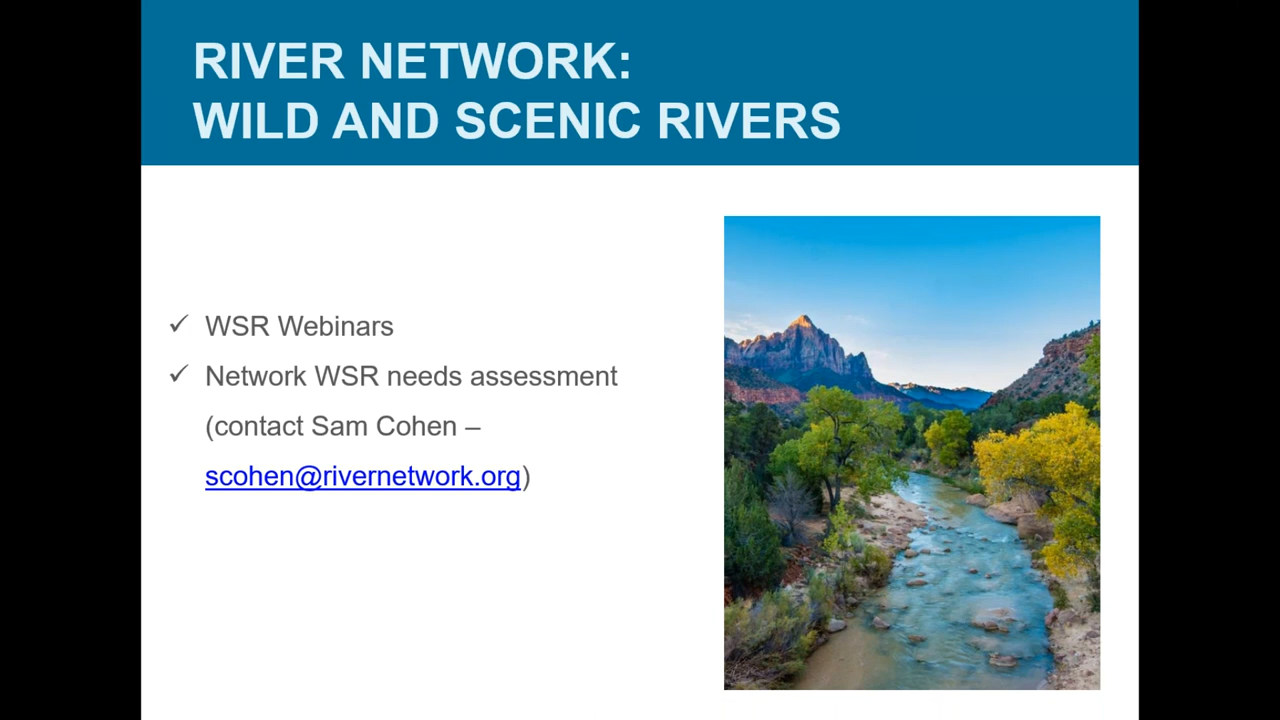 RIVER NETWORK:
WILD AND SCENIC RIVERS
✓ WSR Webinars
✓ Network WSR needs assessment
(contact Sam Cohen –
scohen@rivernetwork.org)